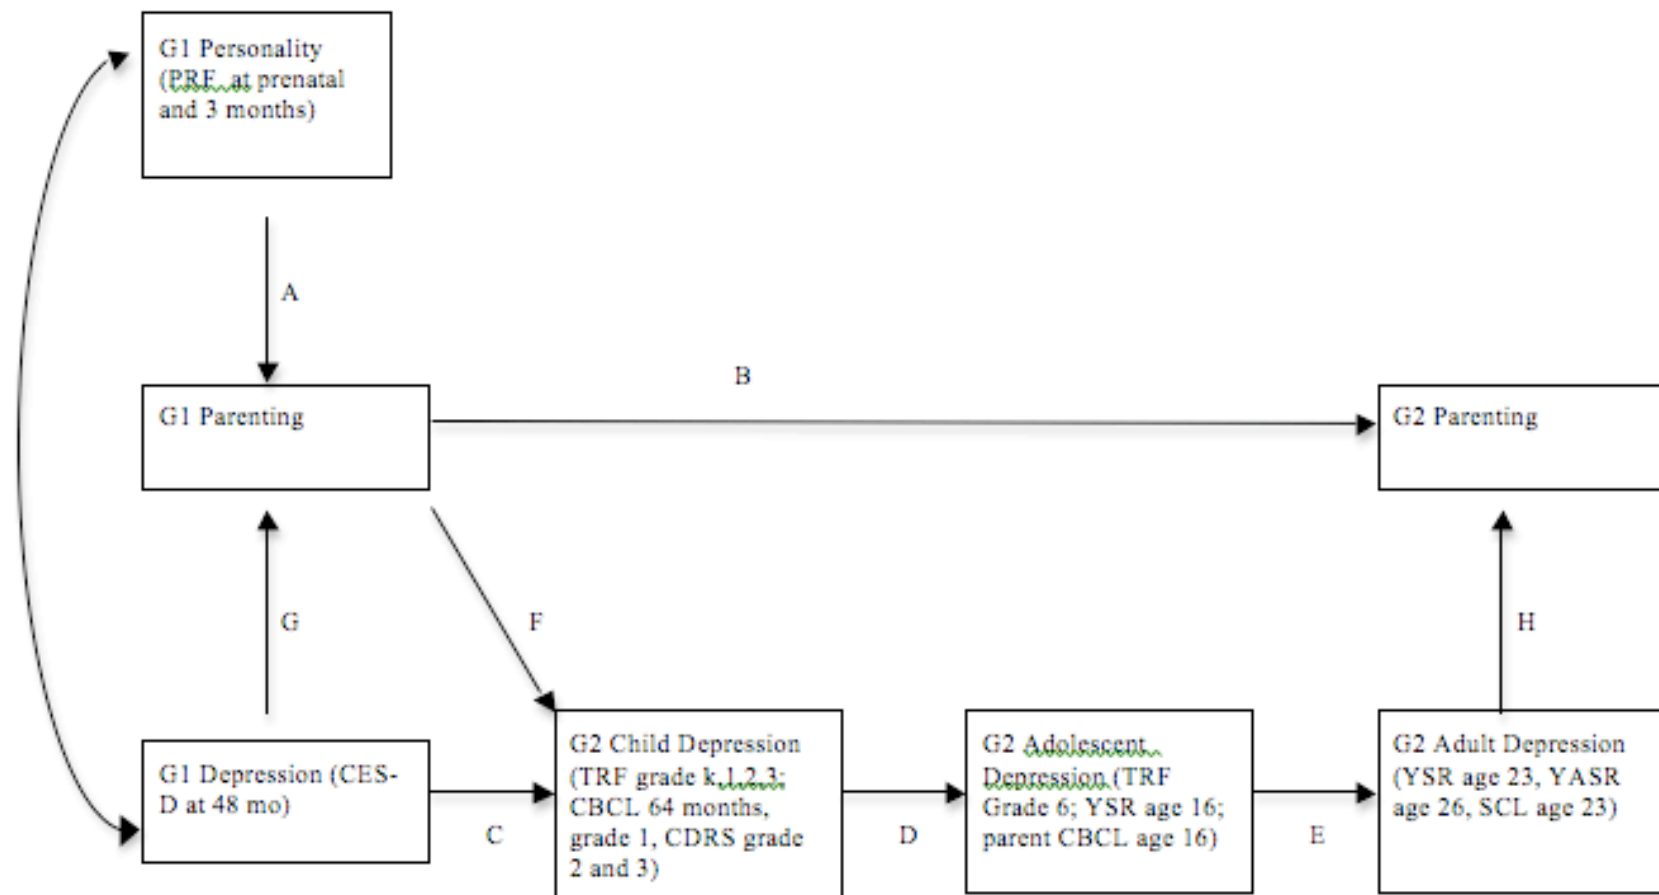 G1 Personality
(PRF at prenatal
and 3 months)
A
B
G1 Parenting
G2 Parenting
G
F
H
G1 Depression (CES-
D at 48 mo)
C
G2 Child Depression
(TRF grade k,1,2,3;
CBCL 64 months,
grade 1, CDRS grade
2 and 3)
D
G2 Adolescent
Depression (TRF
Grade 6; YSR age 16;
parent CBCL age 16)
E
G2 Adult Depression
(YSR age 23, YASR
age 26, SCL age 23)